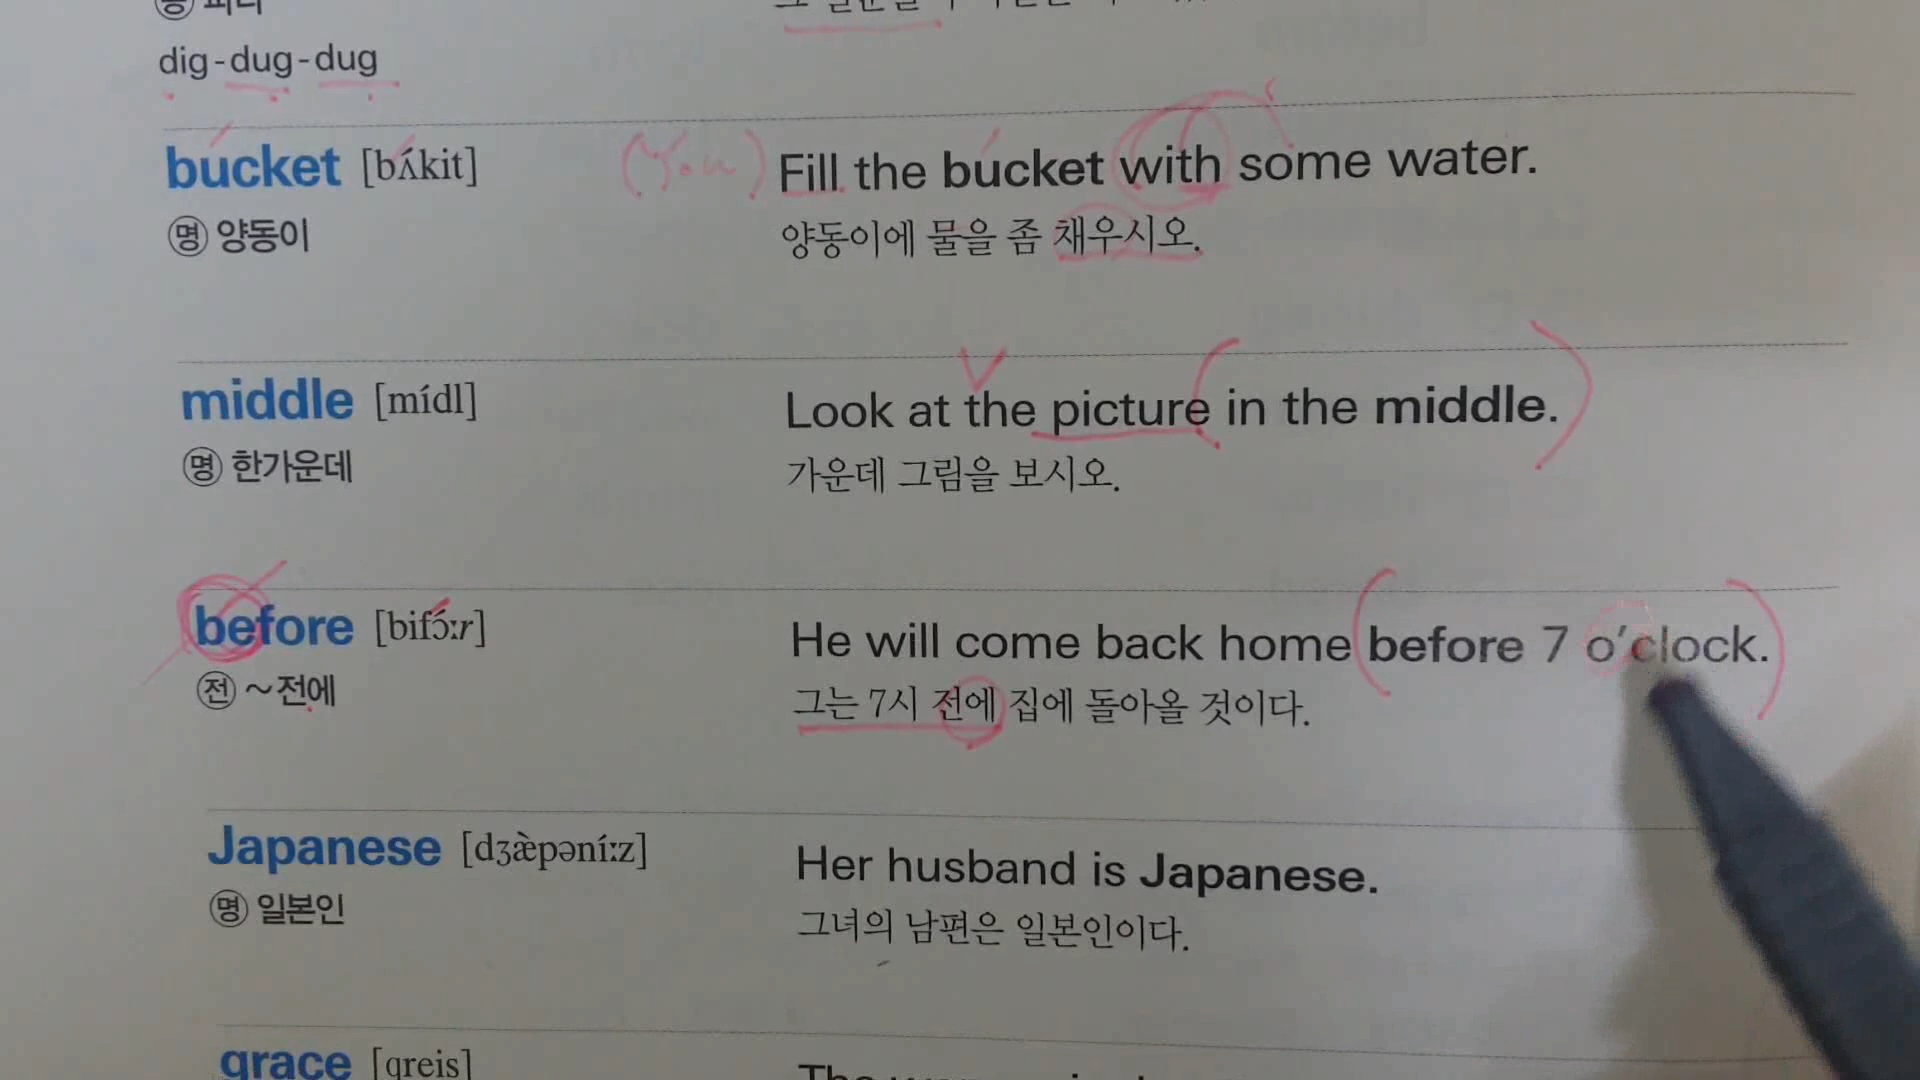 dig-dug-dug
bucket [bʌ́kit]
(You) Fill the bucket with some water.
㊔ 양동이
양동이에 물을 좀 채우시오.
middle [mídl]
Look at the picture in the middle.
명 한가운데
가운데 그림을 보시오.
before [bifɔ́ːr]
He will come back home before 7 o'clock.
전 ~전에
그는 7시 전에 집에 돌아올 것이다.
Japanese [dʒæ̀pəníːz]
Her husband is Japanese.
명 일본인
그녀의 남편은 일본인이다.
grace [greis]